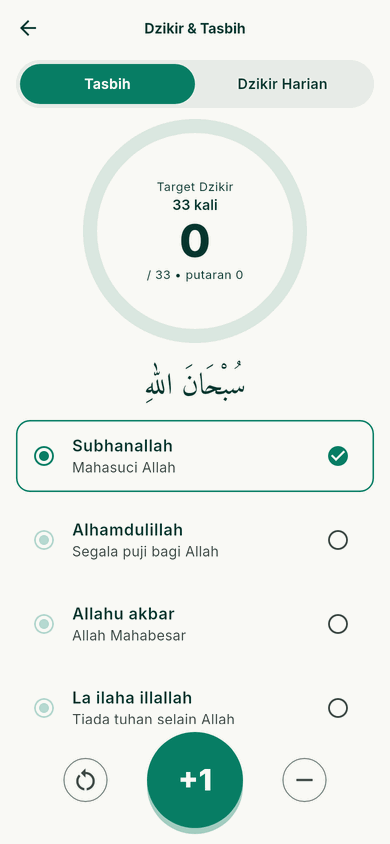 Dzikir & Tasbih
Tasbih
Dzikir Harian
Target Dzikir
33 kali
0
/ 33 • putaran 0
سُبْحَانَ اللّٰهِ
Subhanallah
Mahasuci Allah
Alhamdulillah
Segala puji bagi Allah
Allahu akbar
Allah Mahabesar
La ilaha illallah
Tiada tuhan selain Allah
+1